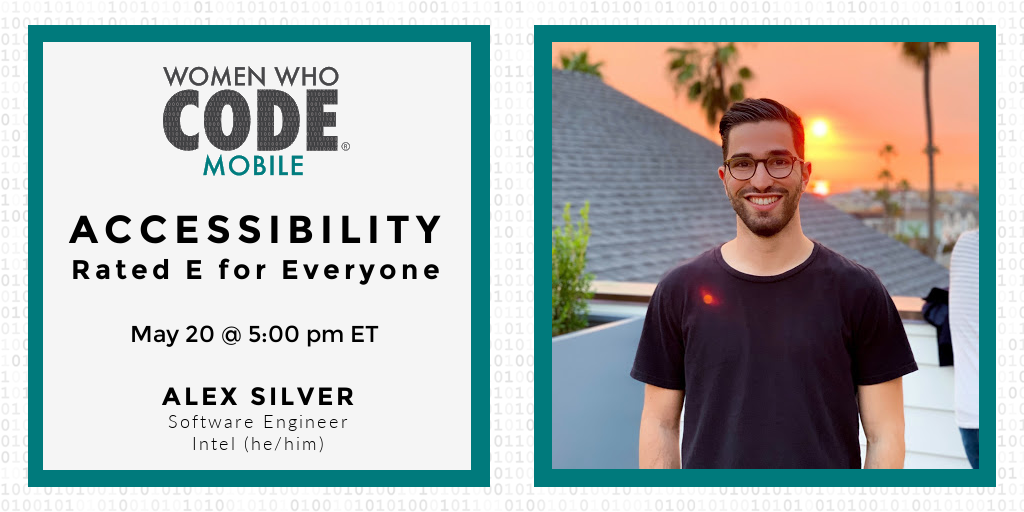 WOMEN WHO
CODE®
MOBILE
ACCESSIBILITY
Rated E for Everyone
May 20 @ 5:00 pm ET
ALEX SILVER
Software Engineer
Intel (he/him)